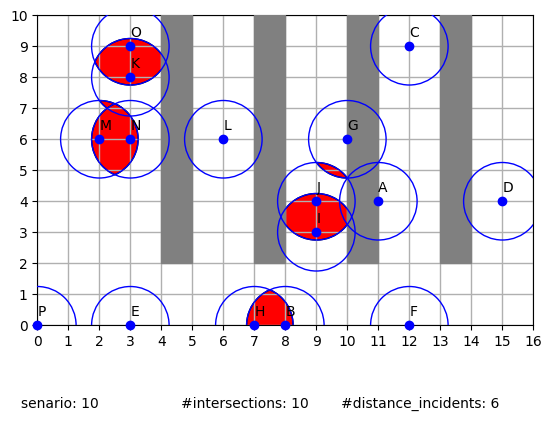 10
9
8
7
6
5
4
3
2
1
0
O
K
C
M
N
L
G
J
A
D
I
P
E
H
B
F
0 1 2 3 4 5 6 7 8 9 10 11 12 13 14 15 16
senario: 10 #intersections: 10 #distance_incidents: 6